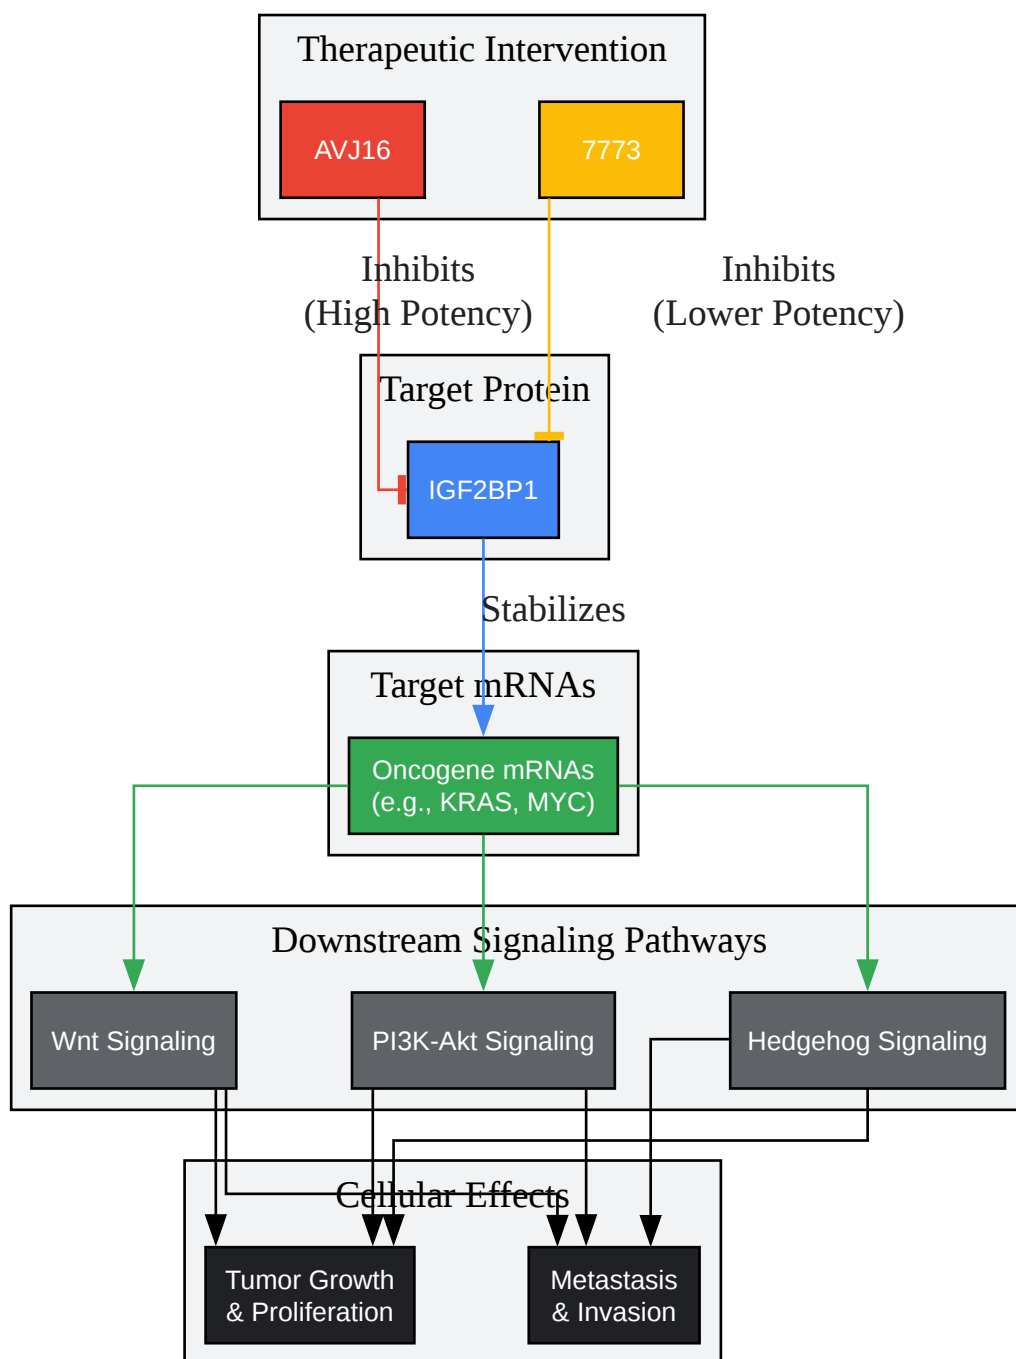 Therapeutic Intervention
AVJ16
7773
Inhibits
(High Potency)
Inhibits
(Lower Potency)
Target Protein
IGF2BP1
Stabilizes
Target mRNAs
Oncogene mRNAs
(e.g., KRAS, MYC)
Downstream Signaling Pathways
Wnt Signaling
PI3K-Akt Signaling
Hedgehog Signaling
Cellular Effects
Tumor Growth
& Proliferation
Metastasis
& Invasion